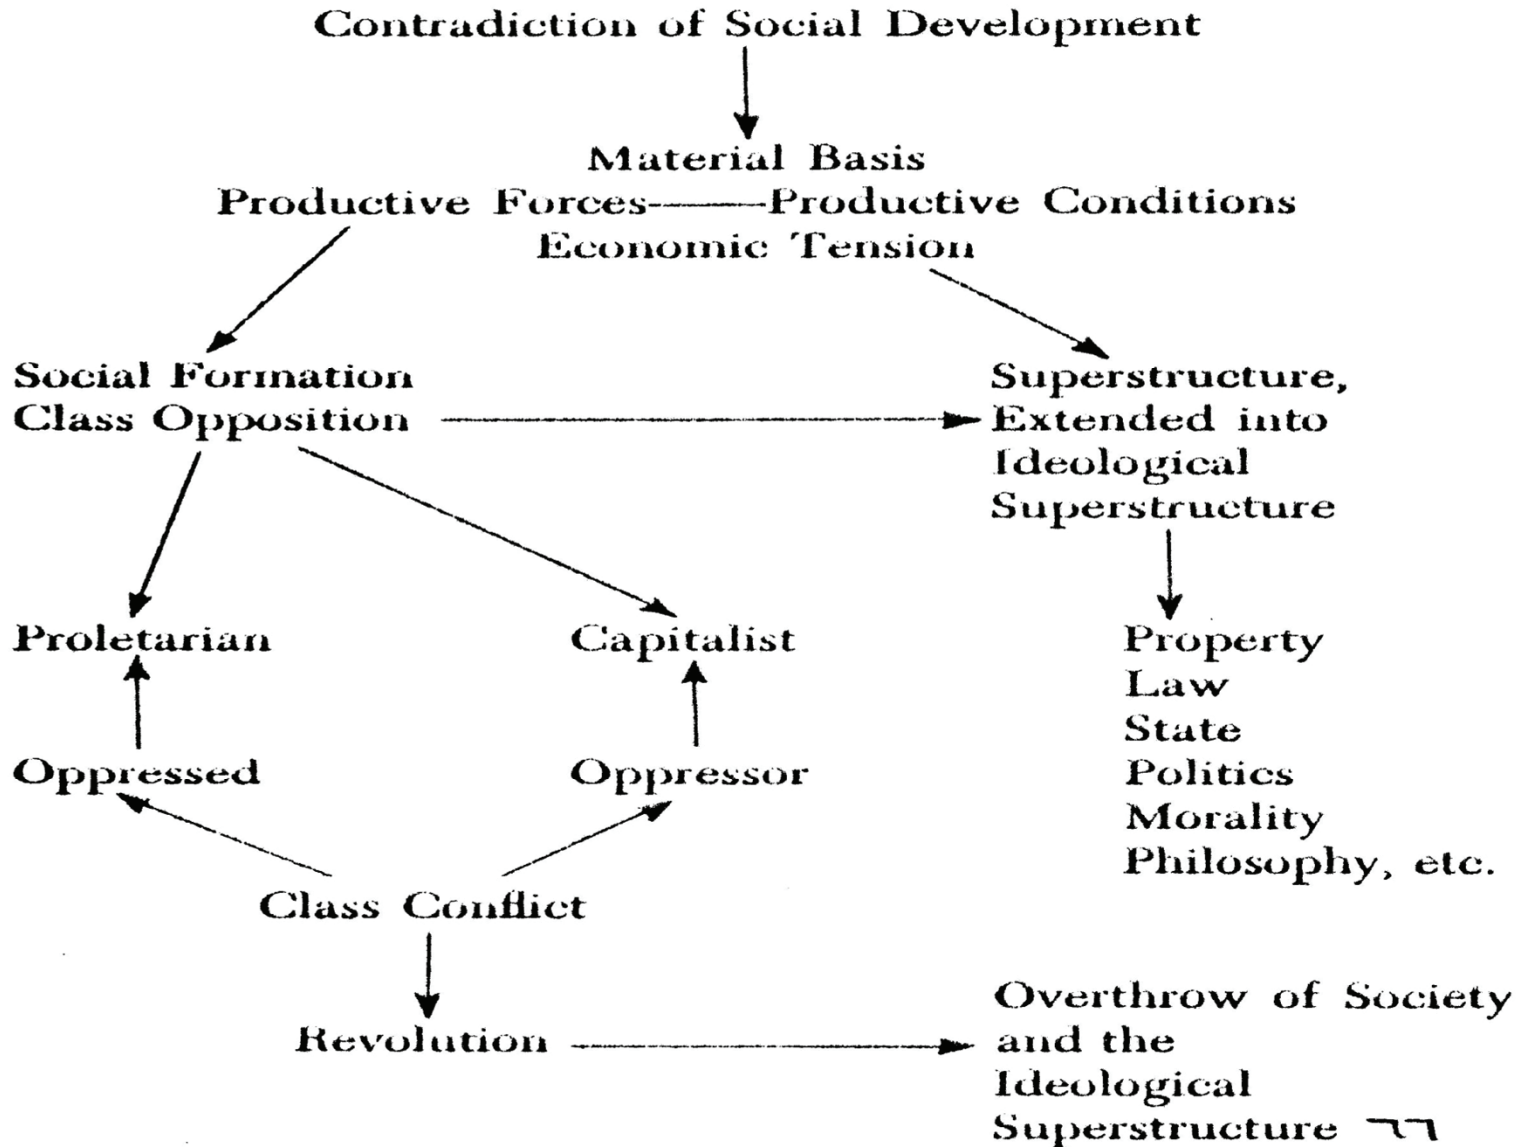 Contradiction of Social Development
Material Basis
Productive Forces——Productive Conditions
Economic Tension
Social Formation
Class Opposition
Superstructure,
Extended into
Ideological
Superstructure
Proletarian
Capitalist
Property
Law
State
Politics
Morality
Philosophy, etc.
Oppressed
Oppressor
Class Conflict
Revolution
Overthrow of Society
and the
Ideological
Superstructure